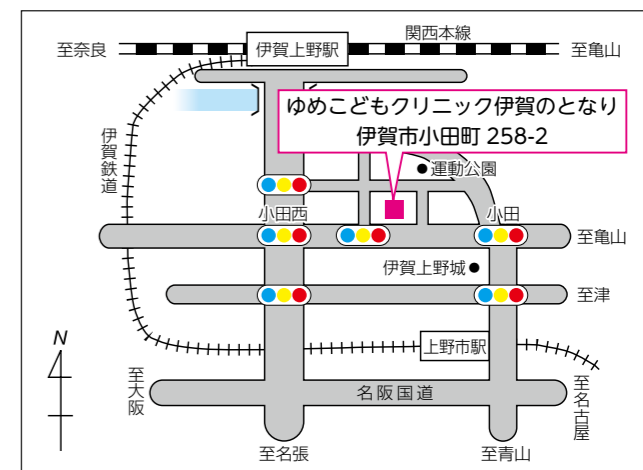 関西本線
至奈良
伊賀上野駅
至亀山
ゆめこどもクリニック伊賀のとなり
伊賀市小田町 258-2
伊賀鉄道
運動公園
小田西
小田
至亀山
伊賀上野城
至津
N
上野市駅
至大阪
名阪国道
至名古屋
至名張
至青山